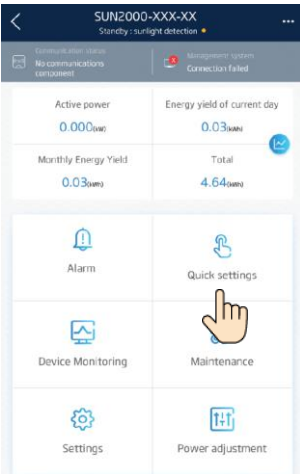 SUN2000-XXX-XX
Standby : sunlight detection
Communication status
No communications
component
Management system
Connection failed
Active power
0.000(kW)
Energy yield of current day
0.03(kWh)
Monthly Energy Yield
0.03(kWh)
Total
4.64(kWh)
Alarm
Quick settings
Device Monitoring
Maintenance
Settings
Power adjustment